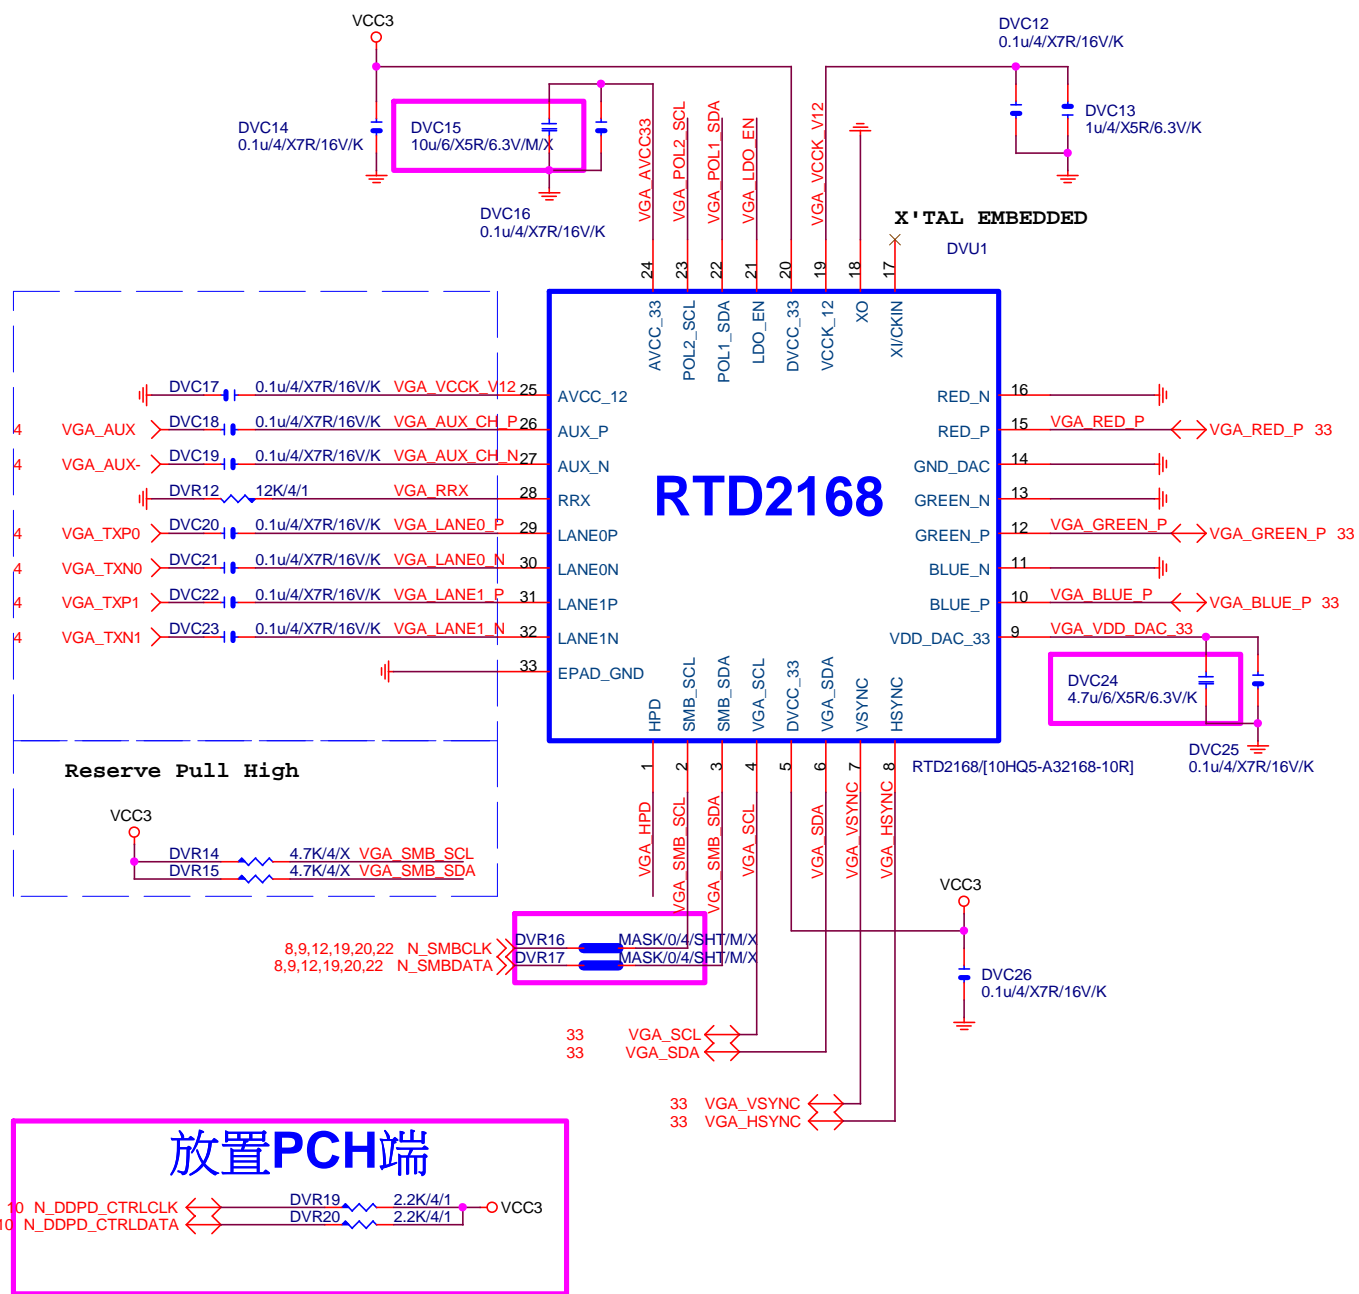 VCC3
DVC12
0.1u/4/X7R/16V/K
DVC13
1u/4/X5R/6.3V/K
DVC14
0.1u/4/X7R/16V/K
DVC15
10u/6/X5R/6.3V/M/X
DVC16
0.1u/4/X7R/16V/K
VGA_AVCC33
VGA_POL2_SCL
VGA_POL1_SDA
VGA_LDO_EN
VGA_VCCK_V12
X'TAL EMBEDDED
DVU1
24
23
22
21
20
19
18
17
AVCC_33
POL2_SCL
POL1_SDA
LDO_EN
DVCC_33
VCCK_12
XO
XI/CKIN
DVC17 0.1u/4/X7R/16V/K VGA_VCCK_V12 25 AVCC_12
4 VGA_AUX DVC18 0.1u/4/X7R/16V/K VGA_AUX_CH_P 26 AUX_P
4 VGA_AUX- DVC19 0.1u/4/X7R/16V/K VGA_AUX_CH_N 27 AUX_N
DVR12 12K/4/1 VGA_RRX 28 RRX
4 VGA_TXP0 DVC20 0.1u/4/X7R/16V/K VGA_LANE0_P 29 LANE0P
4 VGA_TXN0 DVC21 0.1u/4/X7R/16V/K VGA_LANE0_N 30 LANE0N
4 VGA_TXP1 DVC22 0.1u/4/X7R/16V/K VGA_LANE1_P 31 LANE1P
4 VGA_TXN1 DVC23 0.1u/4/X7R/16V/K VGA_LANE1_N 32 LANE1N
33 EPAD_GND
RTD2168
RED_N 16
RED_P 15 VGA_RED_P VGA_RED_P 33
GND_DAC 14
GREEN_N 13
GREEN_P 12 VGA_GREEN_P VGA_GREEN_P 33
BLUE_N 11
BLUE_P 10 VGA_BLUE_P VGA_BLUE_P 33
VDD_DAC_33 9 VGA_VDD_DAC_33
DVC24
4.7u/6/X5R/6.3V/K
DVC25
0.1u/4/X7R/16V/K
HPD
SMB_SCL
SMB_SDA
VGA_SCL
DVCC_33
VGA_SDA
VSYNC
HSYNC
1
2
3
4
5
6
7
8
RTD2168/[10HQ5-A32168-10R]
VGA_HPD
VGA_SMB_SCL
VGA_SMB_SDA
VGA_SCL
VGA_SDA
VGA_VSYNC
VGA_HSYNC
Reserve Pull High
VCC3
DVR14 4.7K/4/X VGA_SMB_SCL
DVR15 4.7K/4/X VGA_SMB_SDA
VCC3
DVC26
0.1u/4/X7R/16V/K
8,9,12,19,20,22 N_SMBCLK DVR16 MASK/0/4/SHT/M/X
8,9,12,19,20,22 N_SMBDATA DVR17 MASK/0/4/SHT/M/X
33 VGA_SCL
33 VGA_SDA
33 VGA_VSYNC
33 VGA_HSYNC
放置PCH端
10 N_DDPD_CTRLCLK DVR19 2.2K/4/1 VCC3
10 N_DDPD_CTRLDATA DVR20 2.2K/4/1